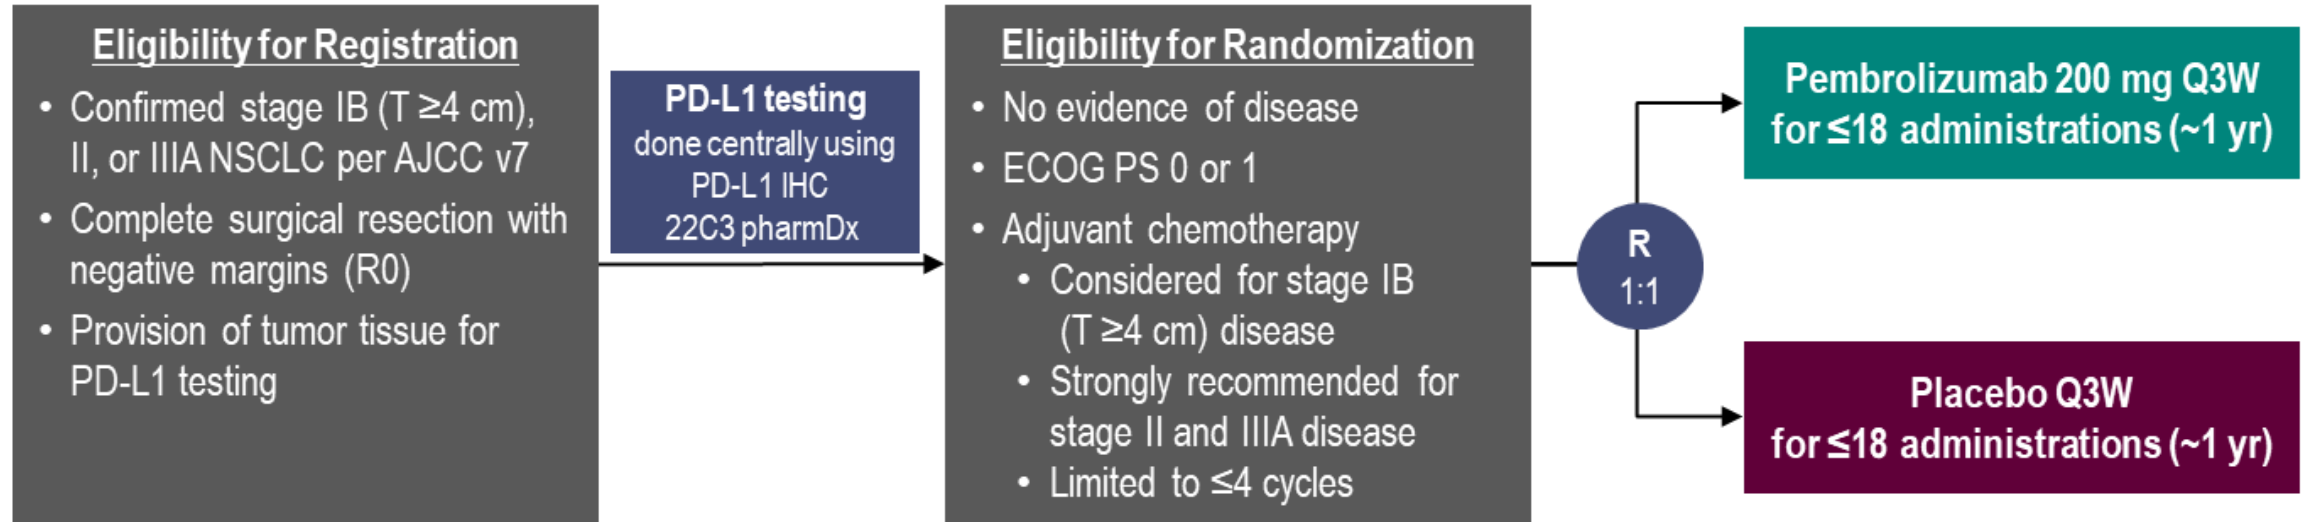 Eligibility for Registration
• Confirmed stage IB (T ≥4 cm),
II, or IIIA NSCLC per AJCC v7
• Complete surgical resection with
negative margins (R0)
• Provision of tumor tissue for
PD-L1 testing
PD-L1 testing
done centrally using
PD-L1 IHC
22C3 pharmDx
Eligibility for Randomization
• No evidence of disease
• ECOG PS 0 or 1
• Adjuvant chemotherapy
• Considered for stage IB
(T ≥4 cm) disease
• Strongly recommended for
stage II and IIIA disease
• Limited to ≤4 cycles
R
1:1
Pembrolizumab 200 mg Q3W
for ≤18 administrations (~1 yr)
Placebo Q3W
for ≤18 administrations (~1 yr)